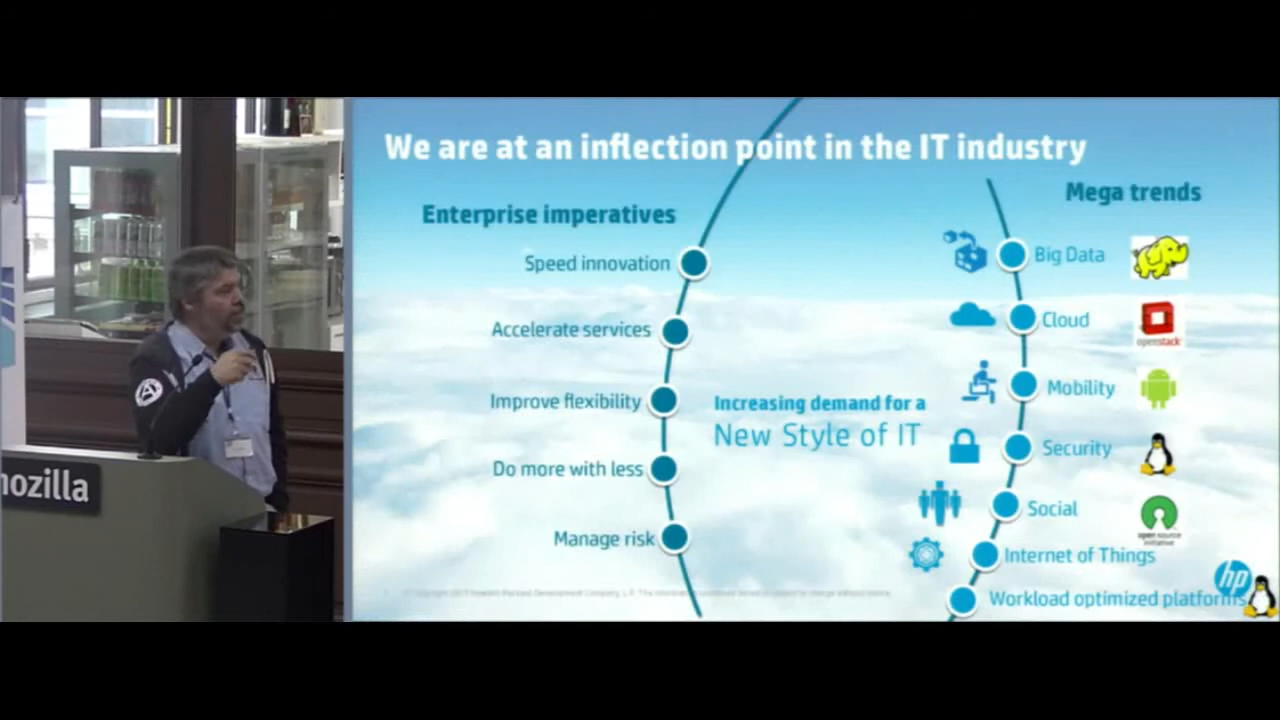 We are at an inflection point in the IT industry
Enterprise imperatives
Speed innovation
Accelerate services
Improve flexibility
Do more with less
Manage risk
Increasing demand for a
New Style of IT
Mega trends
Big Data
Cloud
openstack
Mobility
Security
Social
open source
initiative
Internet of Things
Workload optimized platforms
hp
mozilla